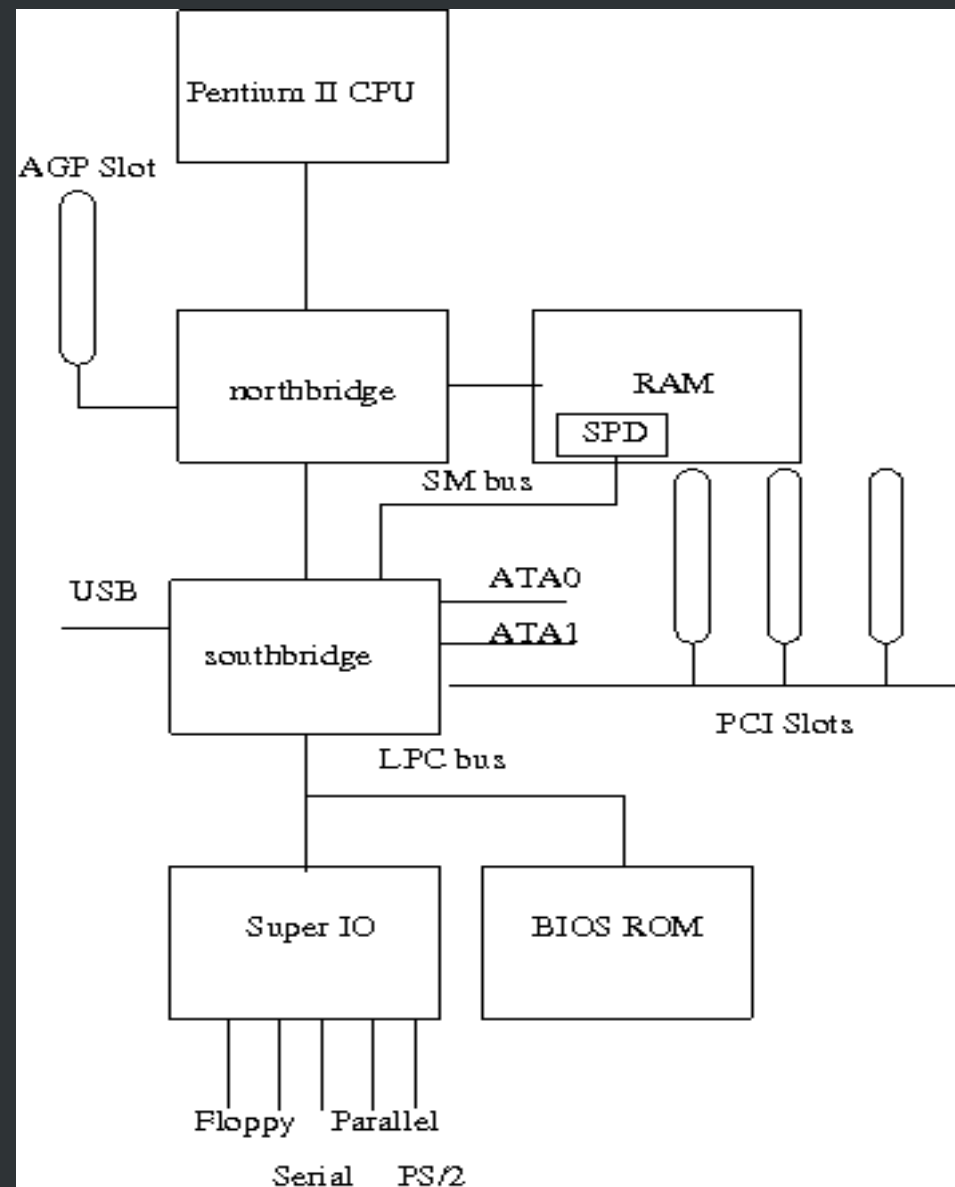 Pentium II CPU
AGP Slot
northbridge
RAM
SPD
SM bus
USB
ATA0
ATA1
southbridge
PCI Slots
LPC bus
Super IO
BIOS ROM
Floppy
Parallel
Serial
PS/2